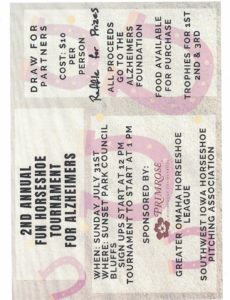 2ND ANNUAL
FUN HORSESHOE
TOURNAMENT
FOR ALZHEIMERS
WHEN: SUNDAY JULY 31ST
WHERE: SUNSET PARK COUNCIL
BLUFFS
SIGN UPS START AT 12 PM
TOURNAMENT TO START AT 1 PM
SPONSORED BY:
PRIMROSE
GREATER OMAHA HORSESHOE
LEAGUE
SOUTHWEST IOWA HORSESHOE
PITCHING ASSOCIATION
DRAW FOR
PARTNERS
COST: $10
PER
PERSON
Raffle for Prizes
ALL PROCEEDS
GO TO THE
ALZHEIMERS
FOUNDATION
FOOD AVAILABLE
FOR PURCHASE
TROPHIES FOR 1ST
2ND & 3RD